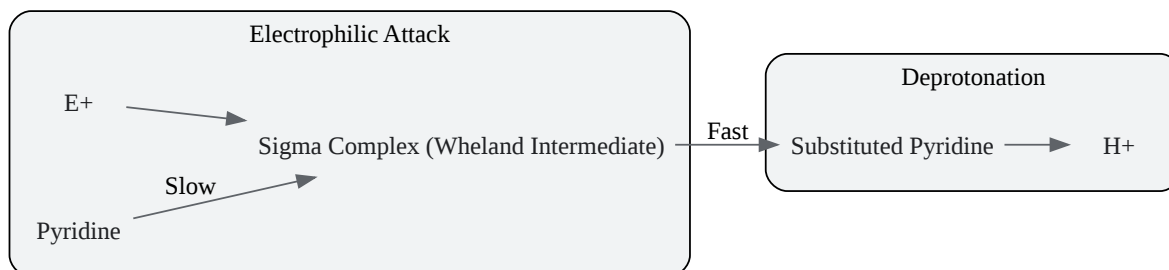 Electrophilic Attack
E+
Sigma Complex (Wheland Intermediate)
Slow
Pyridine
Fast
Deprotonation
Substituted Pyridine
H+